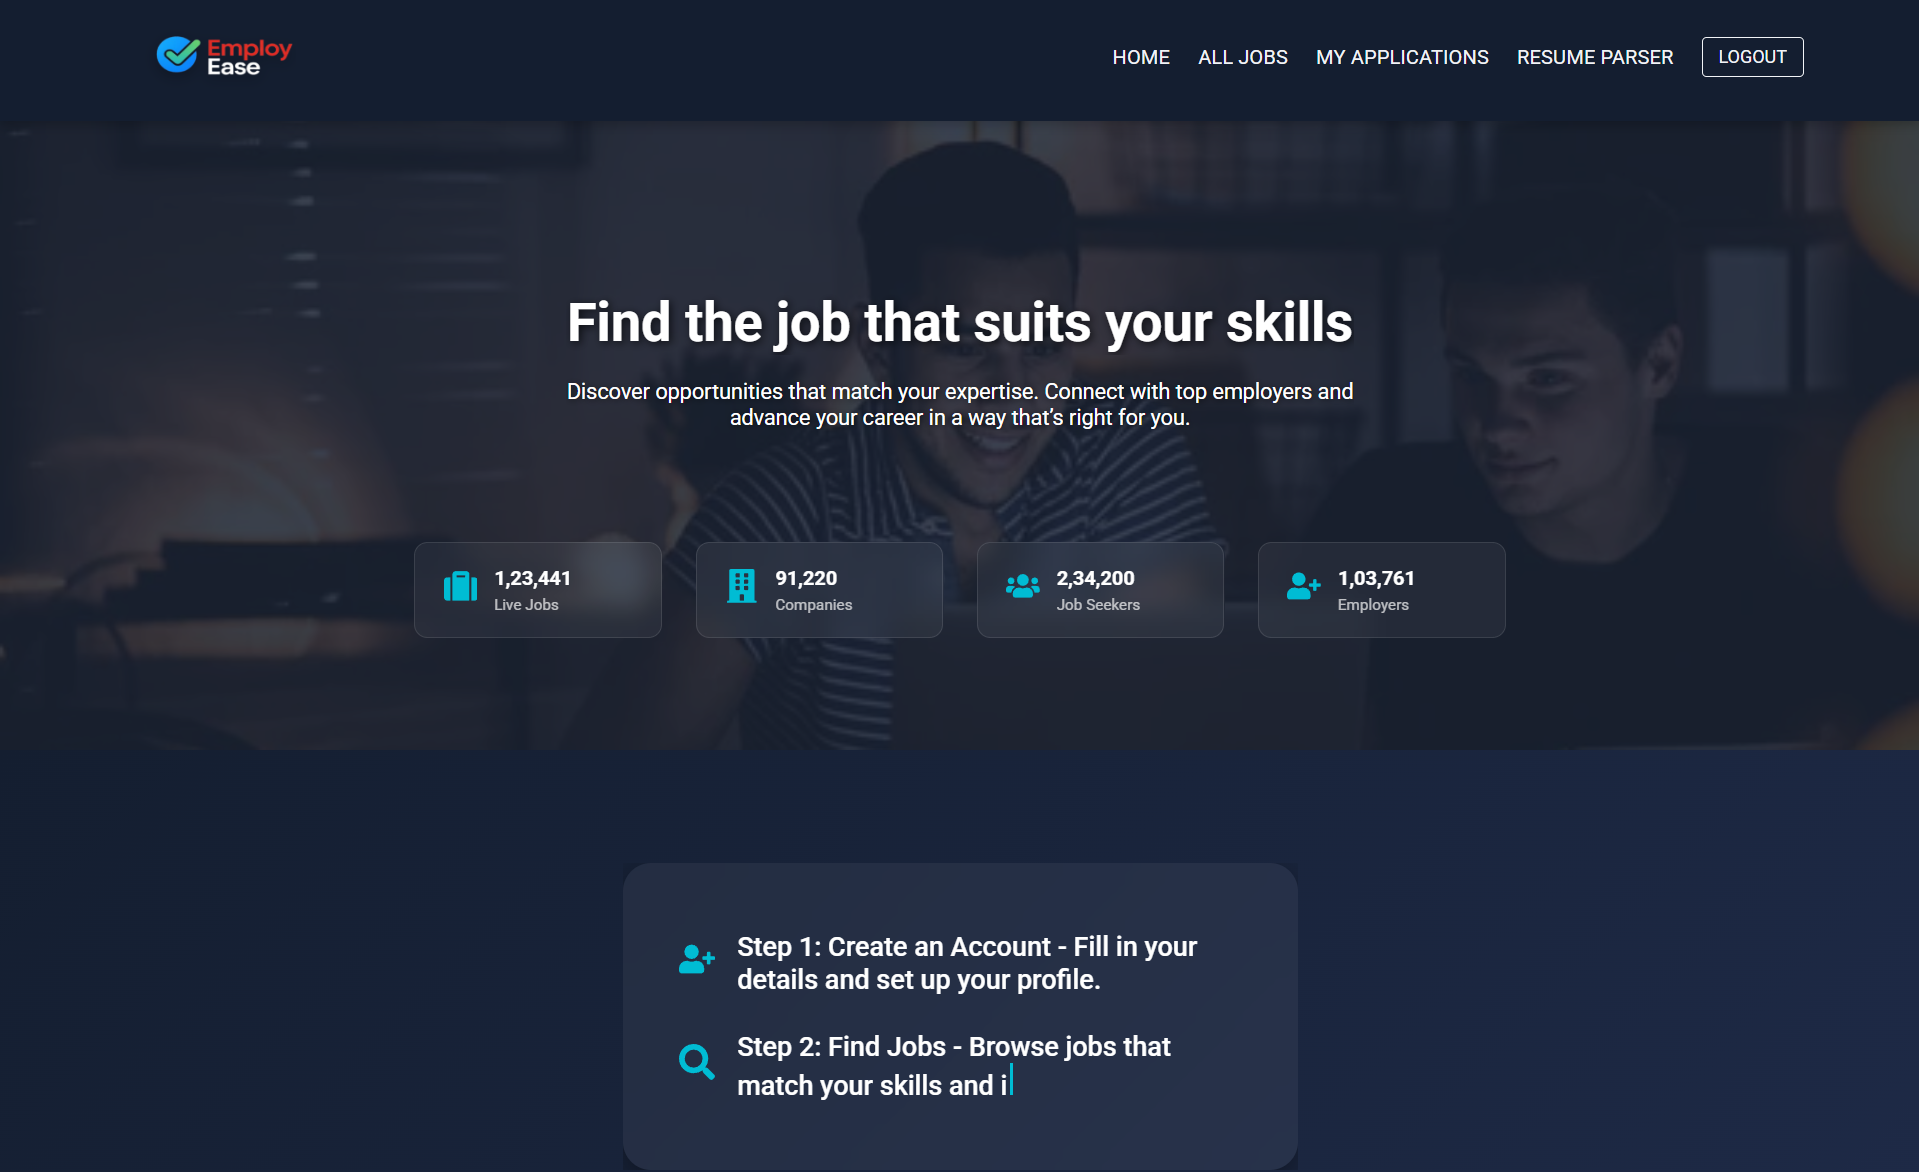 Employ
Ease
HOME
ALL JOBS
MY APPLICATIONS
RESUME PARSER
LOGOUT
Find the job that suits your skills
Discover opportunities that match your expertise. Connect with top employers and
advance your career in a way that's right for you.
1,23,441
Live Jobs
91,220
Companies
2,34,200
Job Seekers
1,03,761
Employers
Step 1: Create an Account - Fill in your
details and set up your profile.
Step 2: Find Jobs - Browse jobs that
match your skills and i